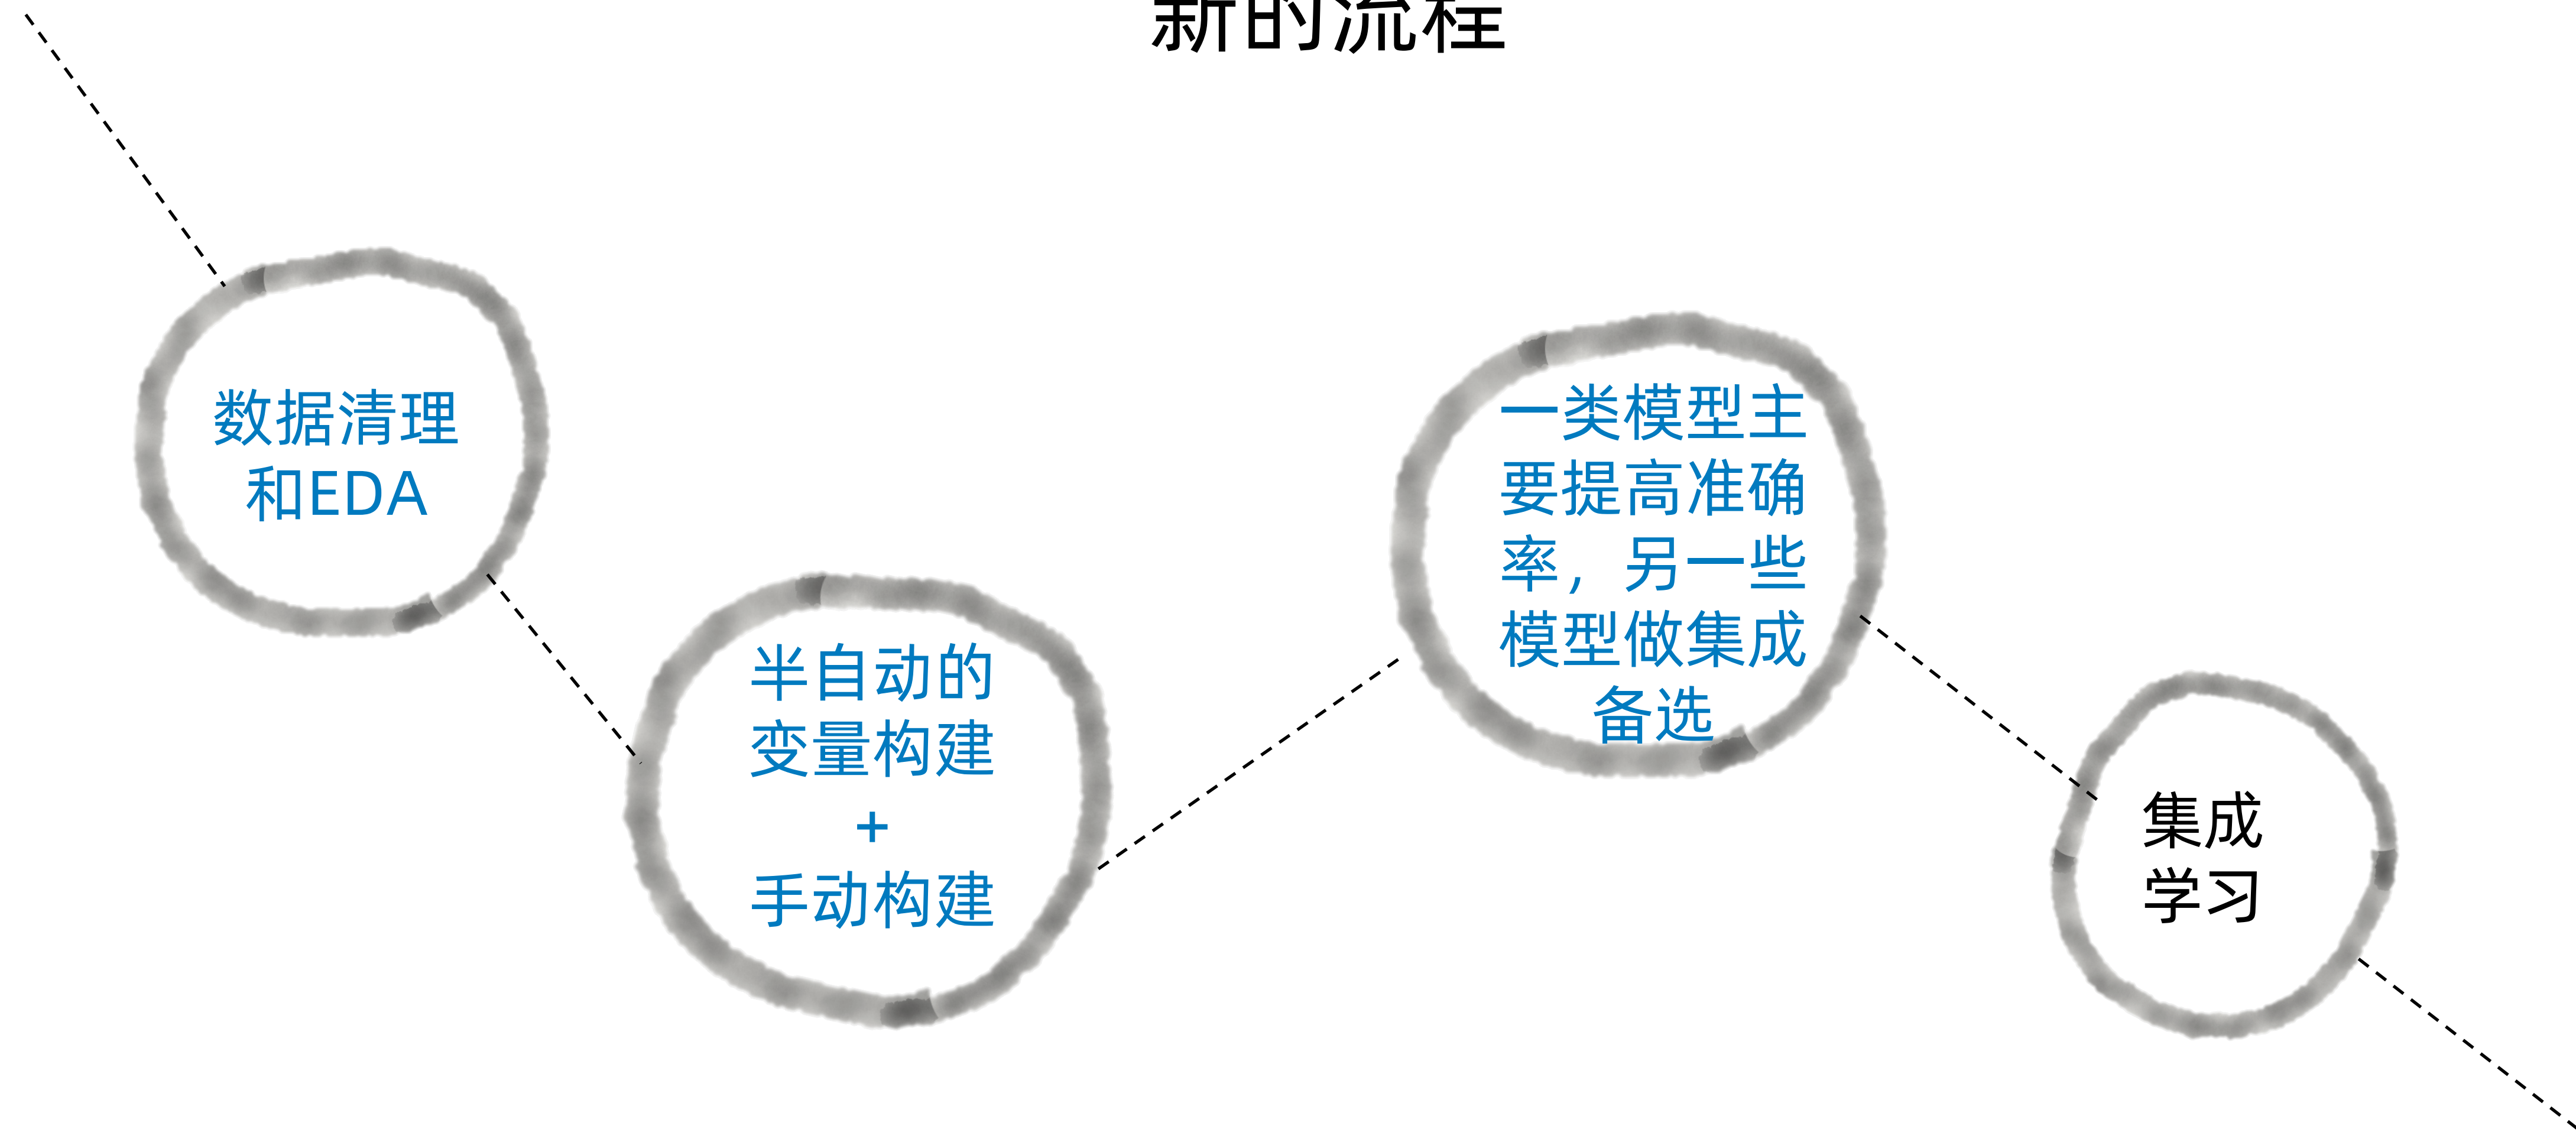 新的流程
数据清理
和EDA
半自动的
变量构建
+
手动构建
一类模型主
要提高准确
率，另一些
模型做集成
备选
集成
学习